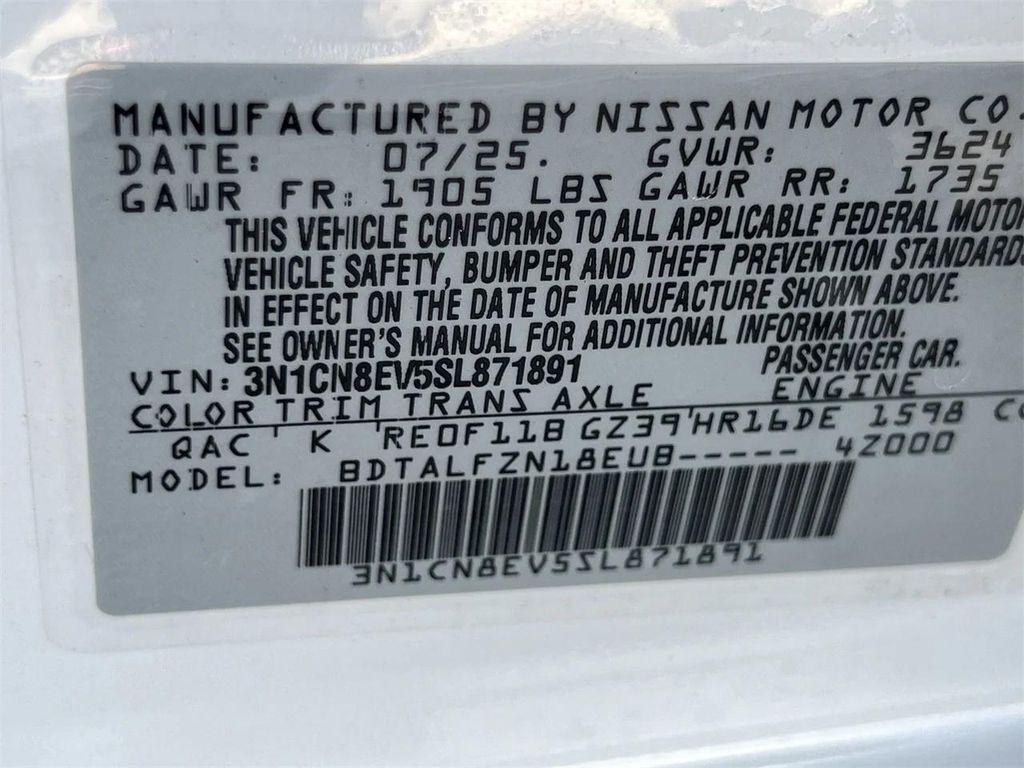 MANUFACTURED BY NISSAN MOTOR CO.
DATE: 07/25. GVWR: 3624
GAWR FR: 1905 LBS GAWR RR: 1735
THIS VEHICLE CONFORMS TO ALL APPLICABLE FEDERAL MOTOR
VEHICLE SAFETY, BUMPER AND THEFT PREVENTION STANDARDS
IN EFFECT ON THE DATE OF MANUFACTURE SHOWN ABOVE.
SEE OWNER'S MANUAL FOR ADDITIONAL INFORMATION.
VIN: 3N1CN8EV5SL871891 PASSENGER CAR.
COLOR TRIM TRANS AXLE ENGINE
QAC K RE0F11B GZ39 HR16DE 1598 CC
MODEL: BDTALFZN18EUB----- 4Z000
3N1CN8EV5SL871891